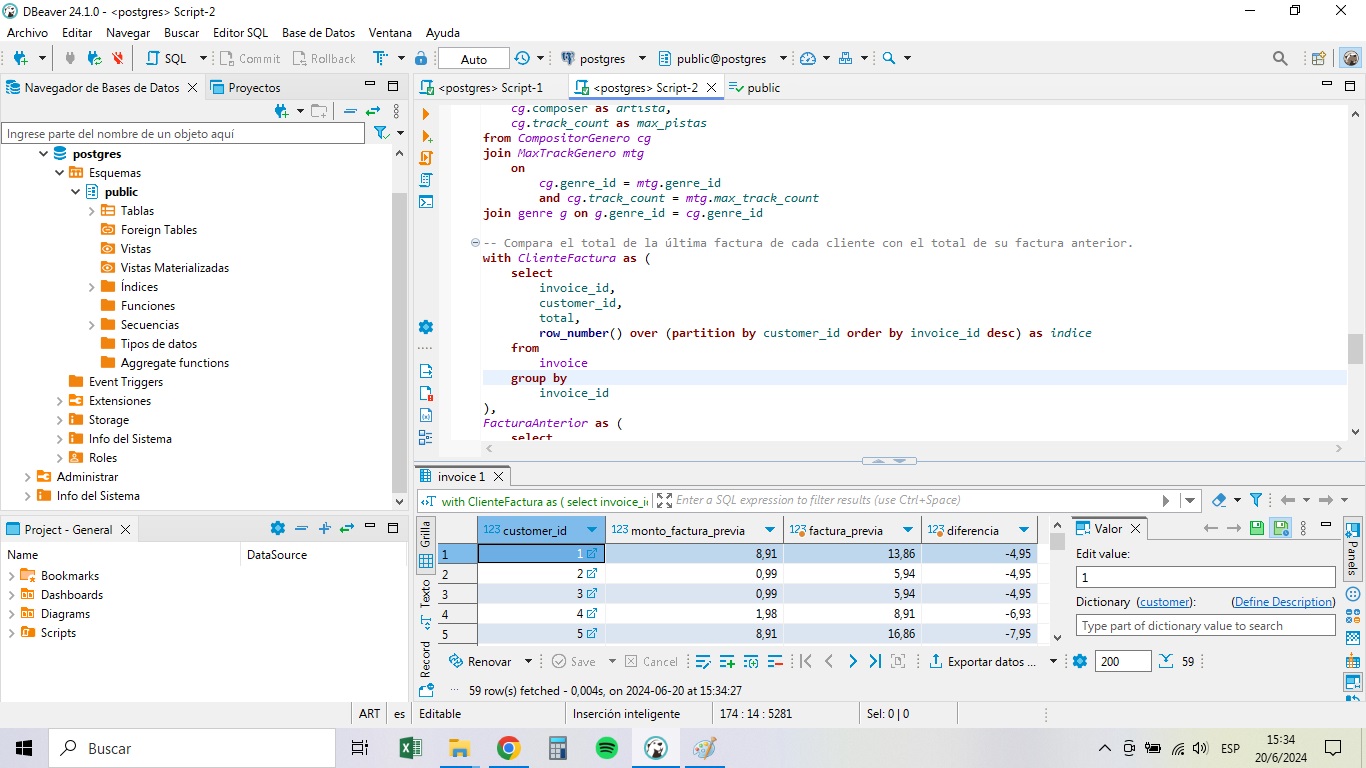 DBeaver 24.1.0 - <postgres> Script-2
Archivo Editar Navegar Buscar Editor SQL Base de Datos Ventana Ayuda
SQL Commit Rollback Auto postgres public@postgres
Navegador de Bases de Datos Proyectos
Ingrese parte del nombre de un objeto aquí
postgres
Esquemas
public
Tablas
Foreign Tables
Vistas
Vistas Materializadas
Índices
Funciones
Secuencias
Tipos de datos
Aggregate functions
Event Triggers
Extensiones
Storage
Info del Sistema
Roles
Administrar
Info del Sistema
Project - General
Name DataSource
Bookmarks
Dashboards
Diagrams
Scripts
<postgres> Script-1 <postgres> Script-2 public
cg.composer as artista,
cg.track_count as max_pistas
from CompositorGenero cg
join MaxTrackGenero mtg
on
cg.genre_id = mtg.genre_id
and cg.track_count = mtg.max_track_count
join genre g on g.genre_id = cg.genre_id
-- Compara el total de la última factura de cada cliente con el total de su factura anterior.
with ClienteFactura as (
select
invoice_id,
customer_id,
total,
row_number() over (partition by customer_id order by invoice_id desc) as indice
from
invoice
group by
invoice_id
),
FacturaAnterior as (
select
invoice 1
with ClienteFactura as ( select invoice_i Enter a SQL expression to filter results (use Ctrl+Space)
Grilla
Texto
Record
123 customer_id 123 monto_factura_previa 123 factura_previa 123 diferencia
1 1 8,91 13,86 -4,95
2 2 0,99 5,94 -4,95
3 3 0,99 5,94 -4,95
4 4 1,98 8,91 -6,93
5 5 8,91 16,86 -7,95
Valor
Edit value:
1
Dictionary (customer): (Define Description)
Type part of dictionary value to search
Panels
Renovar Save Cancel Exportar datos ... 200 59
59 row(s) fetched - 0,004s, on 2024-06-20 at 15:34:27
ART es Editable Inserción inteligente 174 : 14 : 5281 Sel: 0 | 0
Buscar
ESP
15:34
20/6/2024